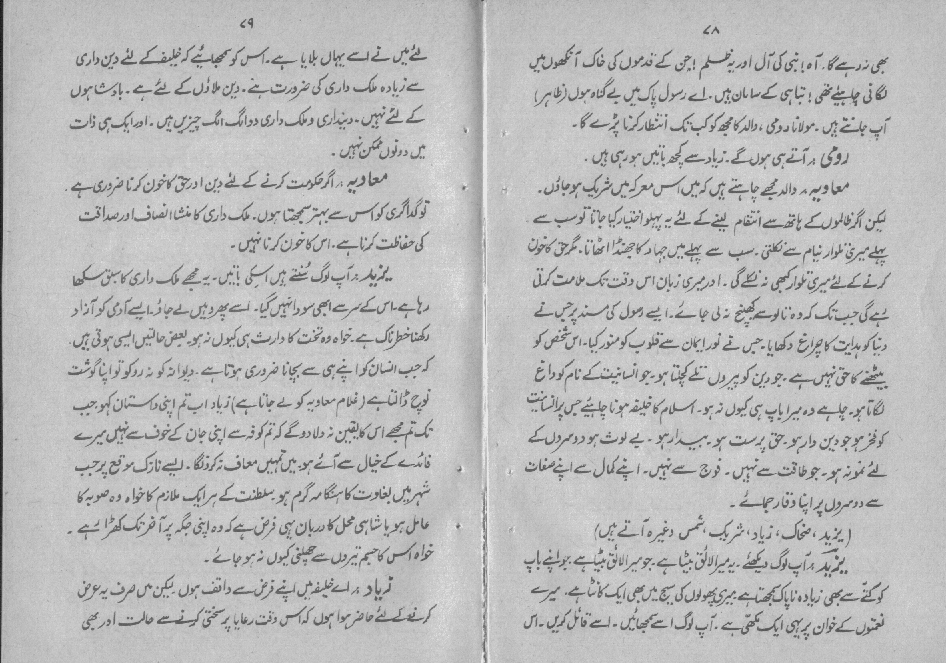 ۷۸
بھی نہ رہے گا۔ آہ! نبی کی آل اور یہ ظلم! جن کے قدموں کی خاک آنکھوں میں
لگانی چاہیئے تھی! تباہی کے سامان ہیں۔ اے رسول پاک میں بے گناہ ہوں (ظاہر)
آپ جانتے ہیں۔ مولانا رومی، والد کا مجھ کو کب تک انتظار کرنا پڑے گا۔
رومی :۔ آتے ہی ہوں گے۔ زیاد سے کچھ باتیں ہو رہی ہیں۔
معاویہ :۔ والد مجھے چاہتے ہیں کہ میں اس معرکہ میں شریک ہو جاؤں۔
لیکن اگر ظالموں کے ہاتھ سے انتقام لینے کے لئے یہ پہلو اختیار کیا جاتا تو سب سے
پہلے میری تلوار نیام سے نکلتی۔ سب سے پہلے میں جہاد کا جھنڈا اٹھاتا۔ مگر حق کا خون
کرنے کے لئے میری تلوار کبھی نہ نکلے گی۔ اور میری زبان اس وقت تک ملامت کرتی
رہے گی جب تک کہ وہ تالو سے کھینچ نہ لی جائے۔ ایسے رسول کی مسند پر جس نے
دنیا کو ہدایت کا چراغ دکھایا۔ جس نے نور ایمان سے قلوب کو منور کیا۔ اس شخص کو
بیٹھنے کا حق نہیں ہے۔ جو دین کو پیروں تلے کچلتا ہو۔ جو انسانیت کے نام کو داغ
لگاتا ہو۔ چاہے وہ میرا باپ ہی کیوں نہ ہو۔ اسلام کا خلیفہ ہونا چاہیئے جس پر انسانیت
کو فخر ہو جو دین دار ہو۔ حق پرست ہو۔ بیدار ہو۔ بے لوث ہو دوسروں کے
لئے نمونہ ہو۔ جو طاقت سے نہیں۔ فوج سے نہیں۔ اپنے کمال سے اپنے صفات
سے دوسروں پر اپنا وقار جمائے۔
(یزید، ضحاک، زیاد، شریک، شمس وغیرہ آتے ہیں)
یزید :۔ آپ لوگ دیکھئے۔ یہ میرا لائق بیٹا ہے۔ جو میرا لائق بیٹا ہے جو اپنے باپ
کو کتے سے بھی زیادہ ناپاک سمجھتا ہے میری پھولوں کی سیج میں بھی ایک کانٹا ہے۔ میرے
نعمتوں کے خوان پر یہی ایک مکھی ہے۔ آپ لوگ اسے سمجھائیں۔ اسے قائل کریں۔ اس
۷۹
لئے میں نے اسے یہاں بلایا ہے۔ اس کو سمجھائیے کہ خلیفہ کے لئے دین داری
سے زیادہ ملک داری کی ضرورت ہے۔ دین ملاؤں کے لئے ہے۔ بادشاہوں
کے لئے نہیں۔ دینداری و ملک داری دو الگ الگ چیزیں ہیں۔ اور ایک ہی ذات
میں دونوں ممکن نہیں۔
معاویہ :۔ اگر حکومت کرنے کے لئے دین اور حق کا خون کرنا ضروری ہے۔
تو گداگری کو اس سے بہتر سمجھتا ہوں۔ ملک داری کا منشا انصاف اور صداقت
کی حفاظت کرنا ہے۔ اس کا خون کرنا نہیں۔
یزید :۔ آپ لوگ سنتے ہیں اسکی باتیں۔ یہ مجھے ملک داری کا سبق سکھا
رہا ہے، اس کے سر سے ابھی سودا نہیں گیا۔ اسے پھر وہیں لے جاؤ۔ ایسے آدمی کو آزاد
رکھنا خطرناک ہے۔ خواہ وہ تخت کا وارث ہی کیوں نہ ہو۔ بعض حالتیں ایسی ہوتی ہیں،
کہ جب انسان کو اپنے ہی سے بچانا ضروری ہوتا ہے۔ دیوانہ کو نہ روکو تو اپنا گوشت
نوچ ڈالتا ہے (غلام معاویہ کو لے جاتا ہے) زیاد اب تم اپنی داستان کہو۔ جب
تک تم مجھے اس کا یقین نہ دلا دو گے کہ تم کوفہ سے اپنی جان کے خوف سے نہیں میرے
فائدے کے خیال سے آئے ہو، میں تمہیں معاف نہ کروں گا۔ ایسے نازک موقع پر جب
شہر میں بغاوت کا ہنگامہ گرم ہو۔ سلطنت کے ہر ایک ملازم کا خواہ وہ صوبہ کا
عامل ہو یا شاہی محل کا دربان یہی فرض ہے کہ وہ اپنی جگہ پر آخر تک کھڑا رہے۔
خواہ اس کا جسم تیروں سے چھلنی کیوں نہ ہو جائے۔
زیاد :۔ اے خلیفہ میں اپنے فرض سے واقف ہوں۔ لیکن میں صرف یہ عرض
کرنے کے لئے حاضر ہوا ہوں کہ اس وقت رعایا پر سختی کرنے سے حالت اور بھی